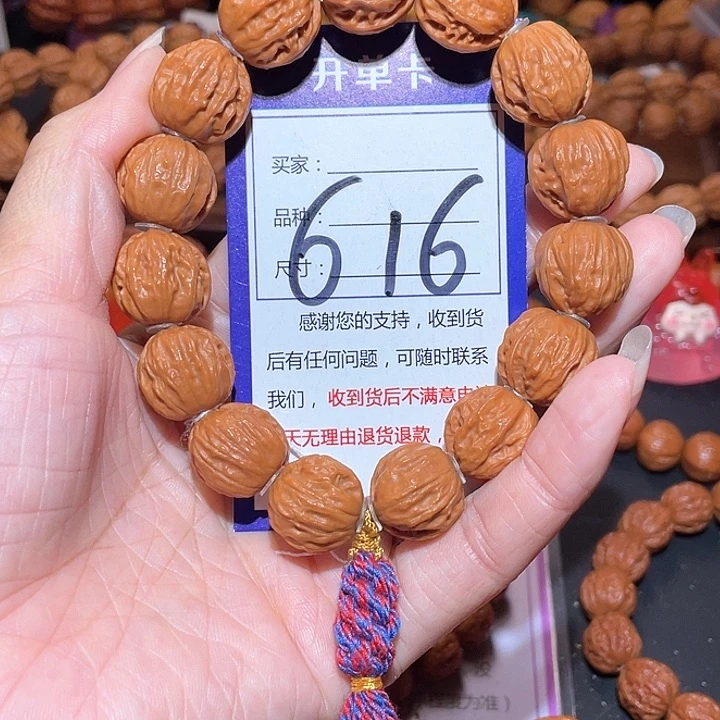 开单卡
买家：
品种：
尺寸：
616
感谢您的支持，收到货
后有任何问题，可随时联系
我们，收到货后不满意
天无理由退货退款，
为准）